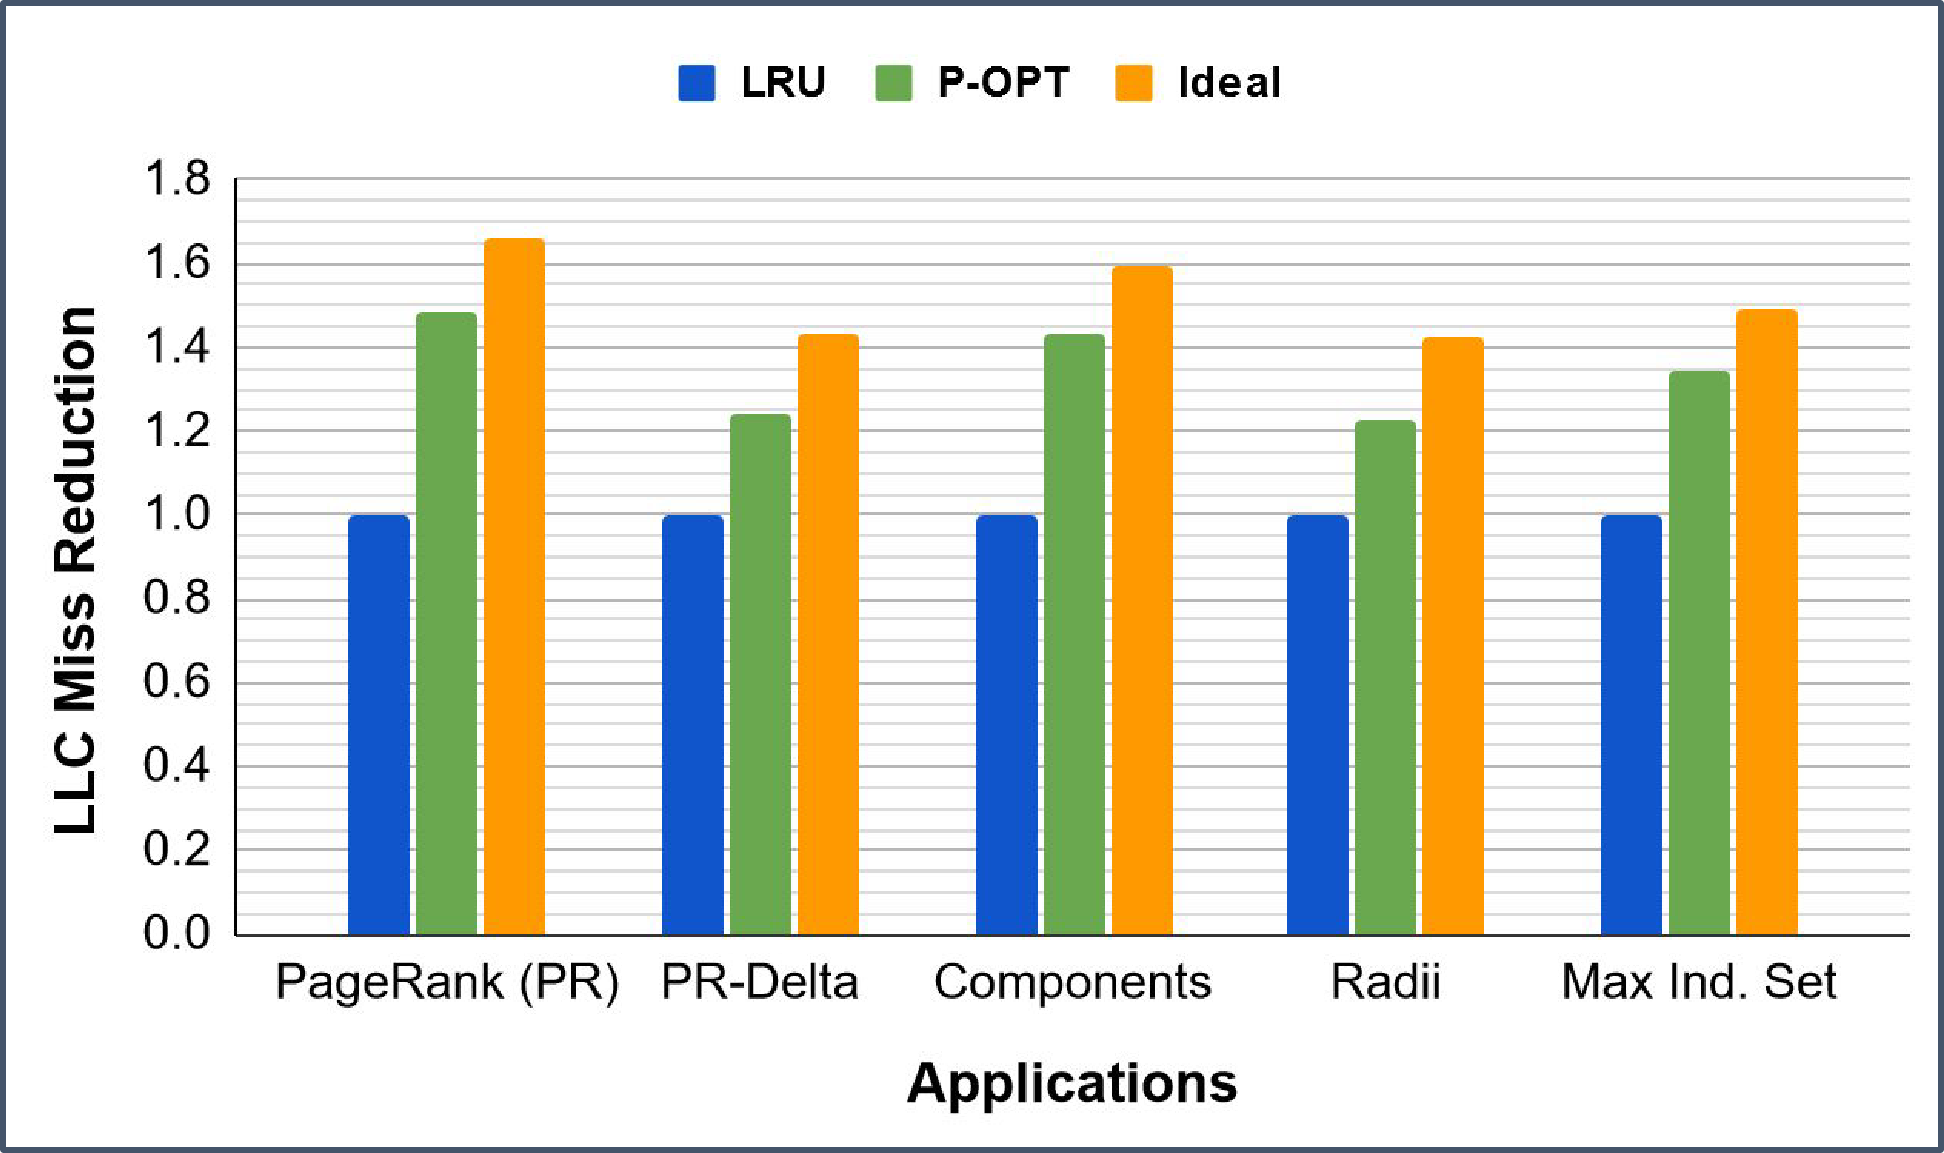 LRU P-OPT Ideal
LLC Miss Reduction
1.8
1.6
1.4
1.2
1.0
0.8
0.6
0.4
0.2
0.0
PageRank (PR) PR-Delta Components Radii Max Ind. Set
Applications